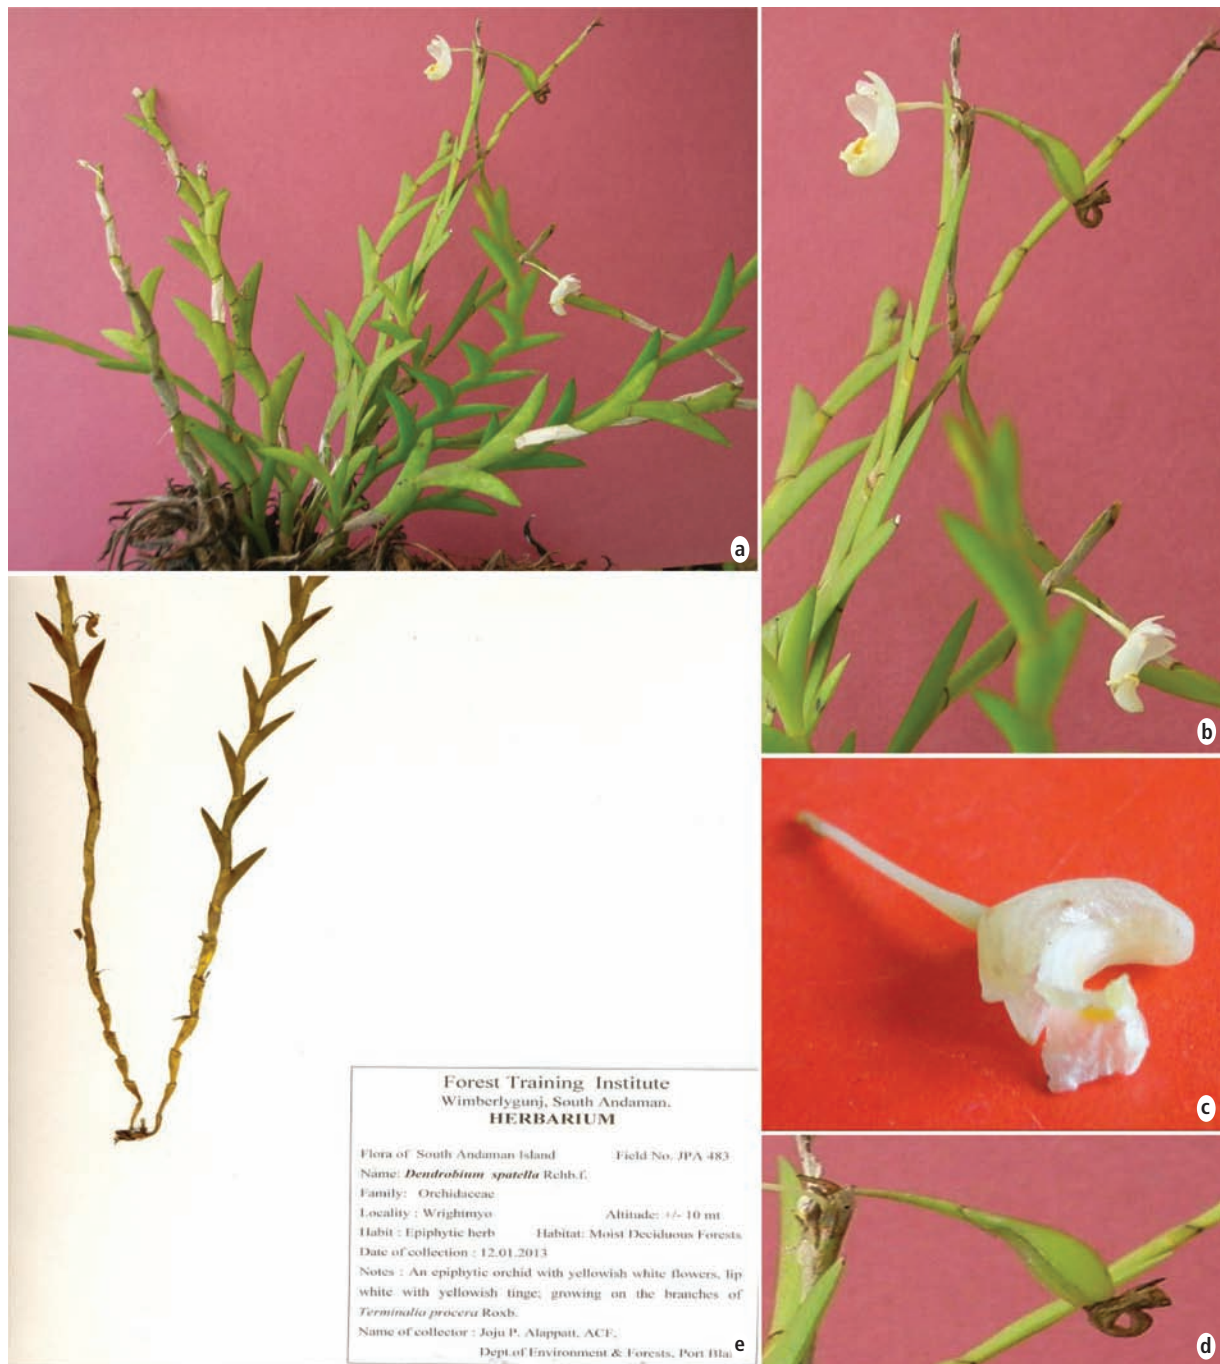 a
b
c
d
e
Forest Training Institute
Wimberlygunj, South Andaman.
HERBARIUM
Flora of South Andaman Island Field No. JPA 483
Name: Dendrobium spatella Rchb.f.
Family: Orchidaceae
Locality : Wrightmyo Altitude: +/- 10 mt
Habit : Epiphytic herb Habitat: Moist Deciduous Forests
Date of collection : 12.01.2013
Notes : An epiphytic orchid with yellowish white flowers, lip
white with yellowish tinge; growing on the branches of
Terminalia procera Roxb.
Name of collector : Joju P. Alappatt, ACF,
Dept.of Environment & Forests, Port Blai